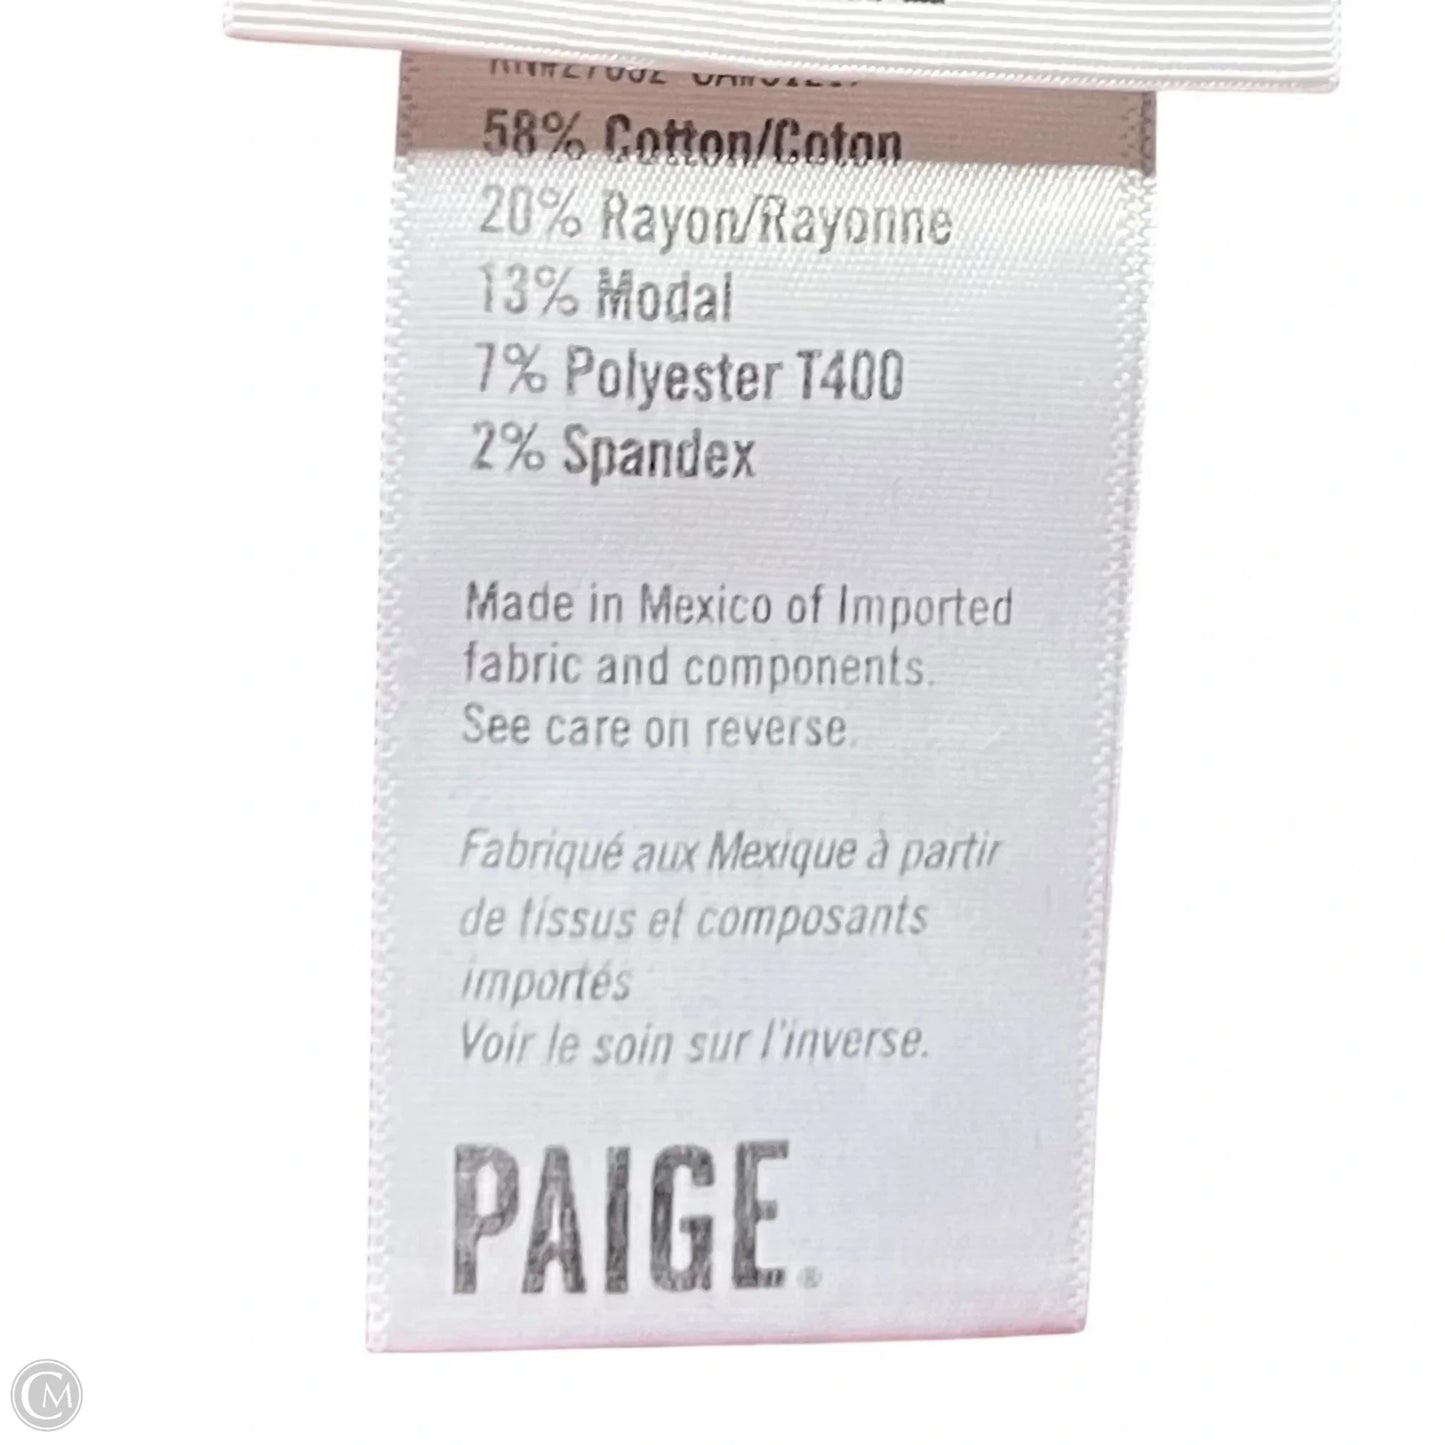 58% Cotton/Coton
20% Rayon/Rayonne
13% Modal
7% Polyester T400
2% Spandex
Made in Mexico of Imported
fabric and components.
See care on reverse.
Fabriqué aux Mexique à partir
de tissus et composants
importés
Voir le soin sur l'inverse.
PAIGE®
CM